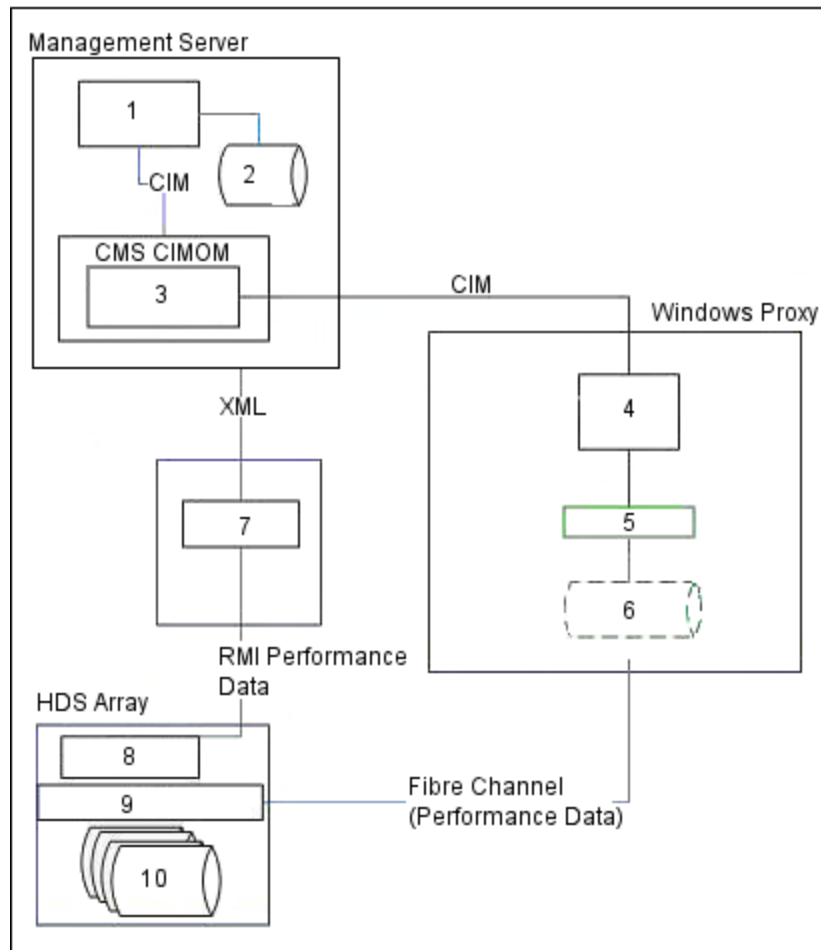 Management Server
1
2
CIM
CMS CIMOM
3
CIM
Windows Proxy
4
XML
5
7
6
RMI Performance
Data
HDS Array
8
Fibre Channel
(Performance Data)
9
10